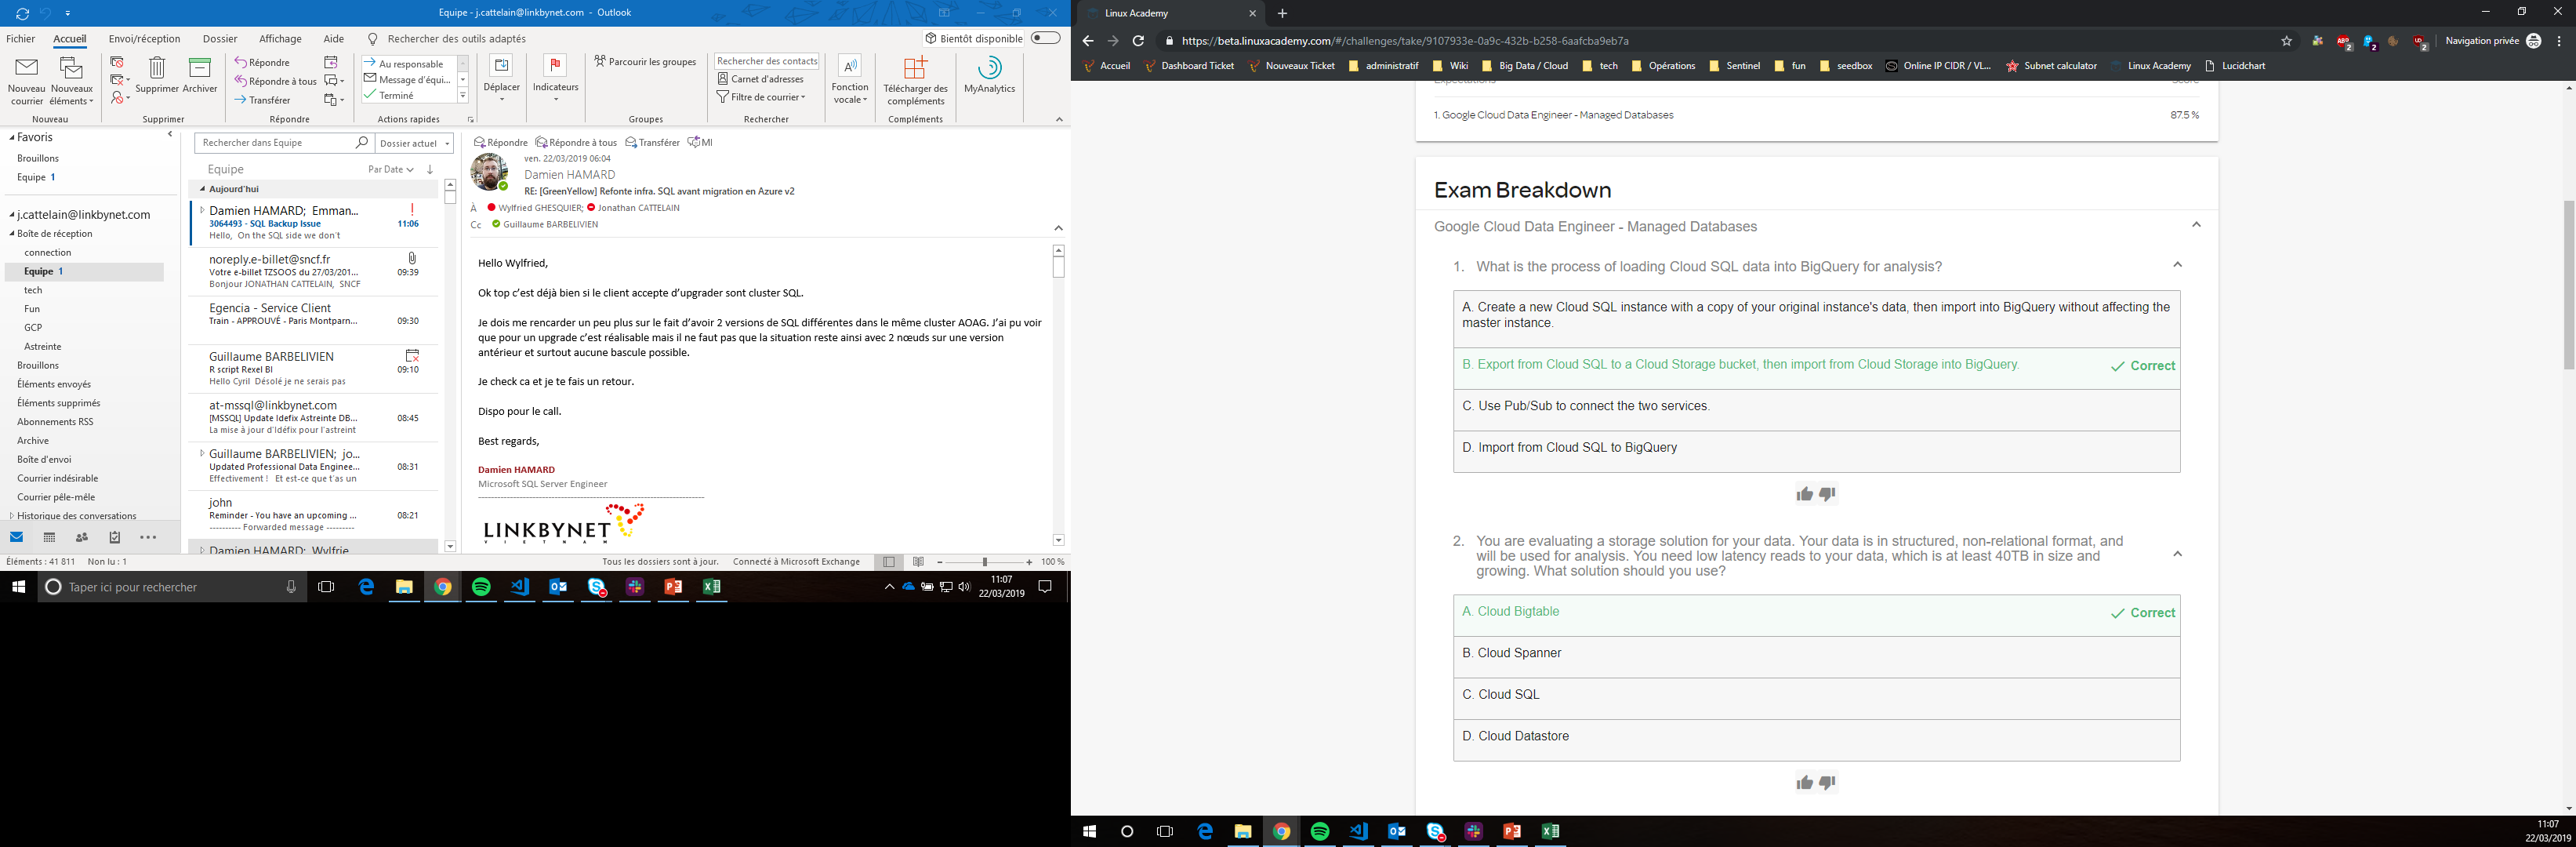 Equipe - j.cattelain@linkbynet.com - Outlook
Fichier Accueil Envoi/réception Dossier Affichage Aide Rechercher des outils adaptés Bientôt disponible
Nouveau courrier
Nouveaux éléments
Nouveau
Supprimer Archiver
Supprimer
Répondre
Répondre à tous
Transférer
Répondre
Au responsable
Message d'équi...
Terminé
Actions rapides
Déplacer
Indicateurs
Parcourir les groupes
Groupes
Rechercher des contacts
Carnet d'adresses
Filtre de courrier
Rechercher
Fonction vocale
Télécharger des compléments
Compléments
MyAnalytics
Favoris
Brouillons
Equipe 1
j.cattelain@linkbynet.com
Boîte de réception
connection
Equipe 1
tech
Fun
GCP
Astreinte
Brouillons
Éléments envoyés
Éléments supprimés
Abonnements RSS
Archive
Boîte d'envoi
Courrier indésirable
Courrier pêle-mêle
Historique des conversations
Rechercher dans Equipe Dossier actuel
Equipe Par Date
Aujourd'hui
Damien HAMARD; Emman...
3064493 - SQL Backup Issue 11:06
Hello, On the SQL side we don't
noreply.e-billet@sncf.fr
Votre e-billet TZSOOS du 27/03/201... 09:39
Bonjour JONATHAN CATTELAIN, SNCF
Egencia - Service Client
Train - APPROUVÉ - Paris Montparn... 09:30
Guillaume BARBELIVIEN
R script Rexel BI 09:10
Hello Cyril Désolé je ne serais pas
at-mssql@linkbynet.com
[MSSQL] Update Idefix Astreinte DB... 08:45
La mise à jour d'Idéfix pour l'astreint
Guillaume BARBELIVIEN; jo...
Updated Professional Data Enginee... 08:31
Effectivement ! Et est-ce que t'as un
john
Reminder - You have an upcoming ... 08:21
---------- Forwarded message ---------
Damien HAMARD; Wylfrie...
Répondre Répondre à tous Transférer MI
ven. 22/03/2019 06:04
Damien HAMARD
RE: [GreenYellow] Refonte infra. SQL avant migration en Azure v2
À Wylfried GHESQUIER; Jonathan CATTELAIN
Cc Guillaume BARBELIVIEN
Hello Wylfried,
Ok top c'est déjà bien si le client accepte d'upgrader sont cluster SQL.
Je dois me rencarder un peu plus sur le fait d'avoir 2 versions de SQL différentes dans le même cluster AOAG. J'ai pu voir
que pour un upgrade c'est réalisable mais il ne faut pas que la situation reste ainsi avec 2 nœuds sur une version
antérieur et surtout aucune bascule possible.
Je check ca et je te fais un retour.
Dispo pour le call.
Best regards,
Damien HAMARD
Microsoft SQL Server Engineer
LINKBYNET
VIETNAM
Éléments : 41 811 Non lu : 1 Tous les dossiers sont à jour. Connecté à Microsoft Exchange 100 %
Taper ici pour rechercher
11:07
22/03/2019
Linux Academy
https://beta.linuxacademy.com/#/challenges/take/9107933e-0a9c-432b-b258-6aafcba9eb7a
Navigation privée
Accueil Dashboard Ticket Nouveaux Ticket administratif Wiki Big Data / Cloud tech Opérations Sentinel fun seedbox Online IP CIDR / VL... Subnet calculator Linux Academy Lucidchart
Expectations Score
1. Google Cloud Data Engineer - Managed Databases 87.5 %
Exam Breakdown
Google Cloud Data Engineer - Managed Databases
1. What is the process of loading Cloud SQL data into BigQuery for analysis?
A. Create a new Cloud SQL instance with a copy of your original instance's data, then import into BigQuery without affecting the
master instance.
B. Export from Cloud SQL to a Cloud Storage bucket, then import from Cloud Storage into BigQuery. Correct
C. Use Pub/Sub to connect the two services.
D. Import from Cloud SQL to BigQuery
2. You are evaluating a storage solution for your data. Your data is in structured, non-relational format, and
will be used for analysis. You need low latency reads to your data, which is at least 40TB in size and
growing. What solution should you use?
A. Cloud Bigtable Correct
B. Cloud Spanner
C. Cloud SQL
D. Cloud Datastore
11:07
22/03/2019